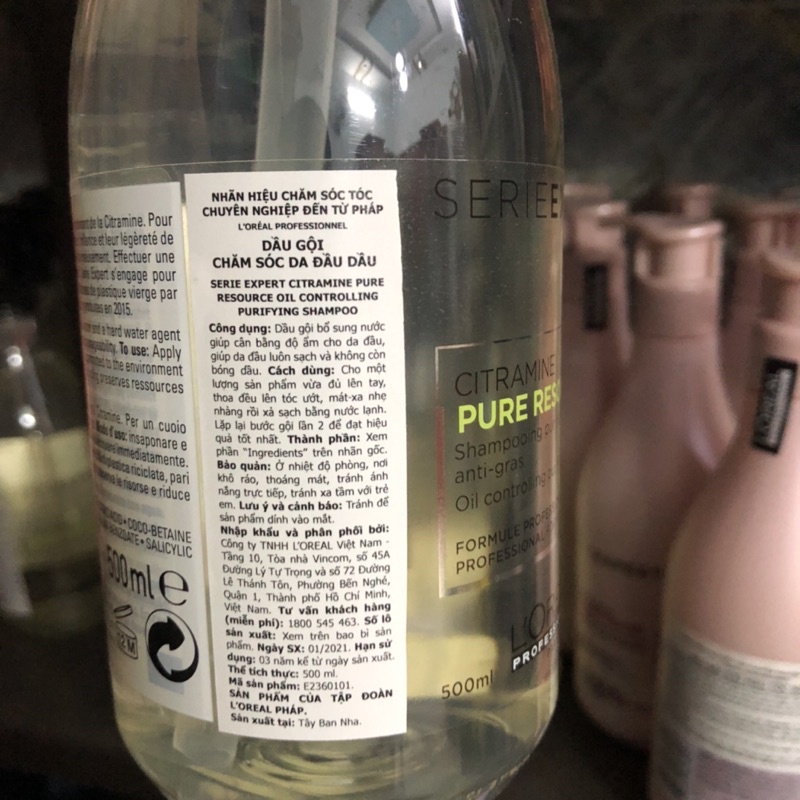 NHÃN HIỆU CHĂM SÓC TÓC
CHUYÊN NGHIỆP ĐẾN TỪ PHÁP
L'ORÉAL PROFESSIONNEL
DẦU GỘI
CHĂM SÓC DA ĐẦU DẦU
SERIE EXPERT CITRAMINE PURE
RESOURCE OIL CONTROLLING
PURIFYING SHAMPOO
Công dụng: Dầu gội bổ sung nước
giúp cân bằng độ ẩm cho da đầu,
giúp da đầu luôn sạch và không còn
bóng dầu. Cách dùng: Cho một
lượng sản phẩm vừa đủ lên tay,
thoa đều lên tóc ướt, mát-xa nhẹ
nhàng rồi xả sạch bằng nước lạnh.
Lặp lại bước gội lần 2 để đạt hiệu
quả tốt nhất. Thành phần: Xem
phần "Ingredients" trên nhãn gốc.
Bảo quản: Ở nhiệt độ phòng, nơi
khô ráo, thoáng mát, tránh ánh
nắng trực tiếp, tránh xa tầm với trẻ
em. Lưu ý và cảnh báo: Tránh để
sản phẩm dính vào mắt.
Nhập khẩu và phân phối bởi:
Công ty TNHH L'OREAL Việt Nam -
Tầng 10, Tòa nhà Vincom, số 45A
Đường Lý Tự Trọng và số 72 Đường
Lê Thánh Tôn, Phường Bến Nghé,
Quận 1, Thành phố Hồ Chí Minh,
Việt Nam. Tư vấn khách hàng
(miễn phí): 1800 545 463. Số lô
sản xuất: Xem trên bao bì sản
phẩm. Ngày SX: 01/2021. Hạn sử
dụng: 03 năm kể từ ngày sản xuất.
Thể tích thực: 500 ml.
Mã sản phẩm: E2360101.
SẢN PHẨM CỦA TẬP ĐOÀN
L'OREAL PHÁP.
Sản xuất tại: Tây Ban Nha.
de la Citramine. Pour
et leur légèreté de
Effectuer une
Expert s'engage pour
plastique vierge par
en 2015.
and a hard water agent
To use: Apply
to the environment
preserves ressources
Citramine. Per un cuoio
Modo d'uso: insaponare e
immediatamente.
riciclata, pari
le risorse e riduce
COCO-BETAINE
BENZOATE • SALICYLIC
500ml e
12 M
SERIE
CITRAMINE
PURE
Shampooing
anti-gras
Oil controlling
FORMULE
L'OR
500ml